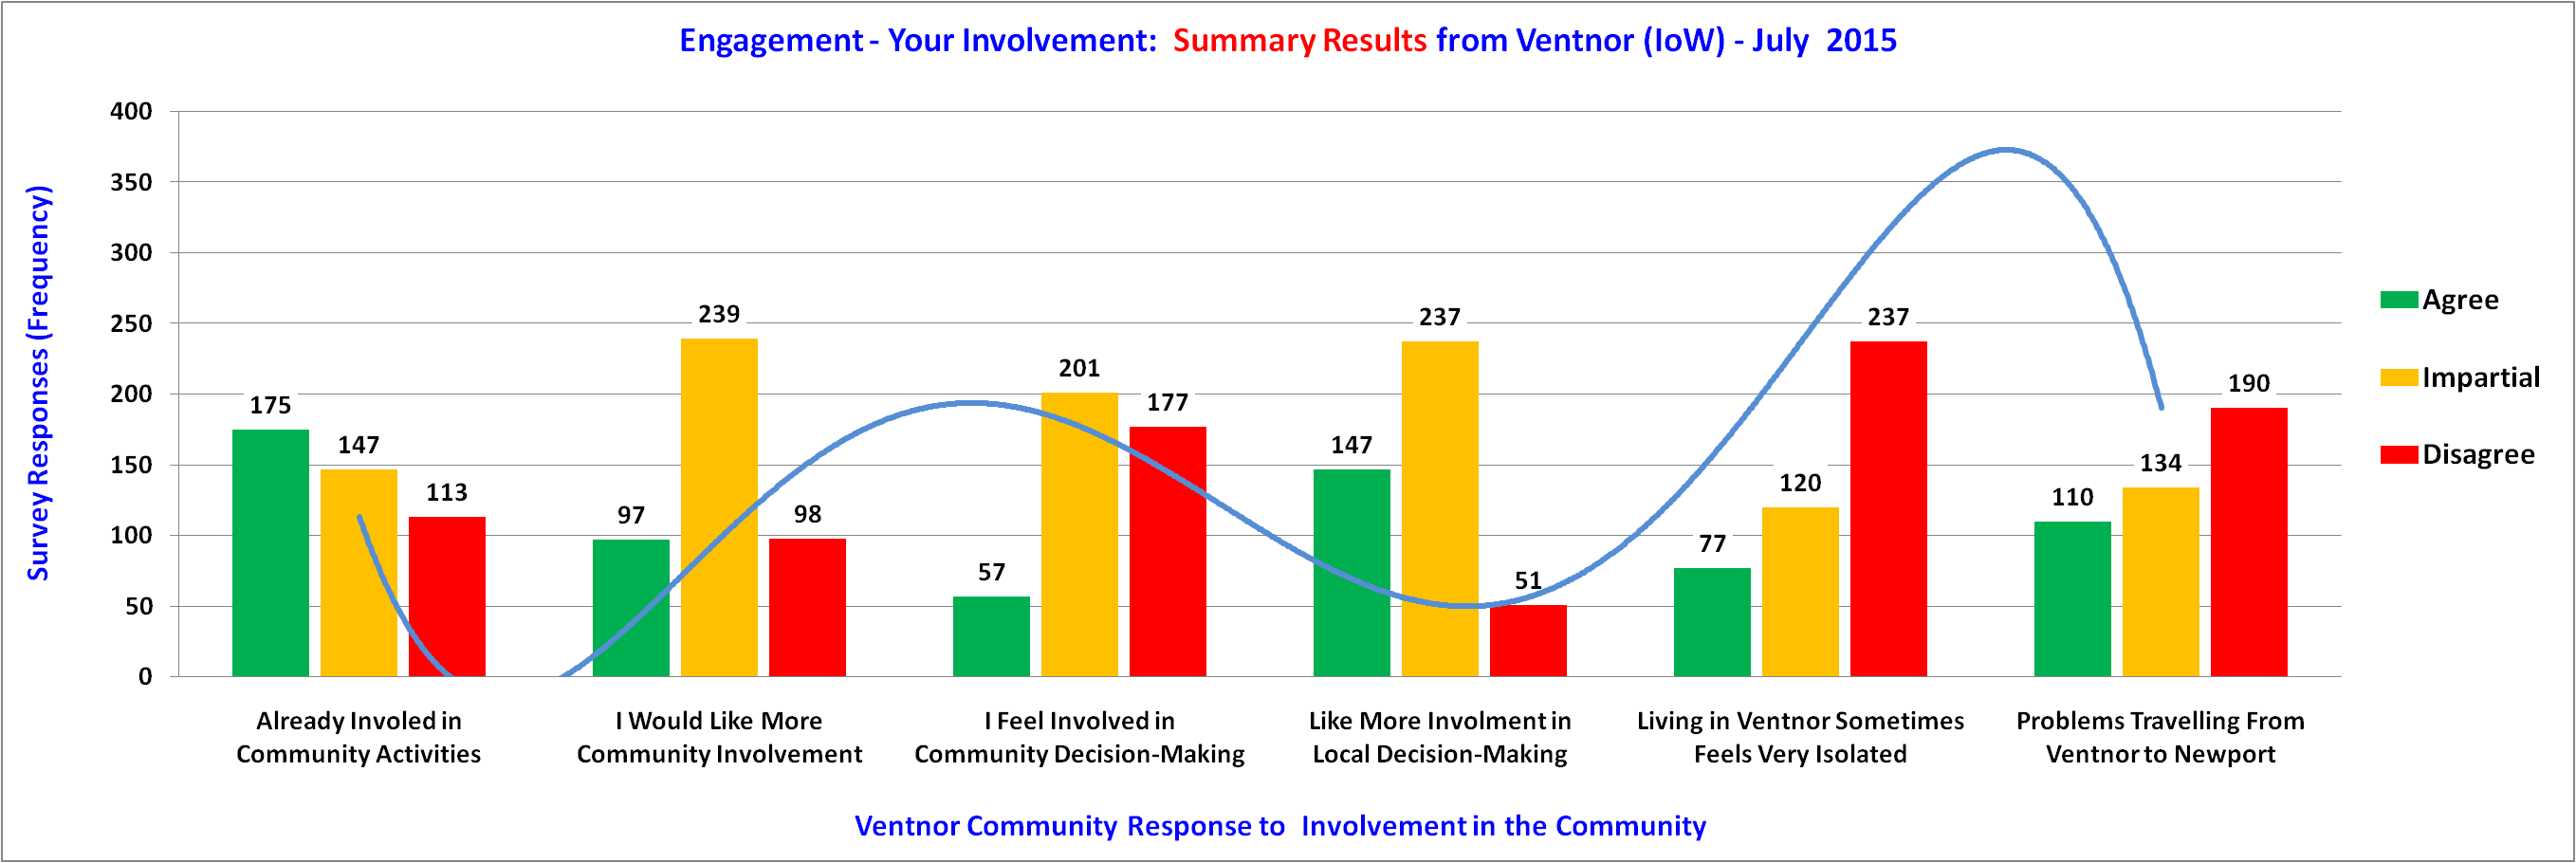 Engagement - Your Involvement: Summary Results from Ventnor (IoW) - July 2015
Survey Responses (Frequency)
400
350
300
250
200
150
100
50
0
175
147
113
97
239
98
57
201
177
147
237
51
77
120
237
110
134
190
Agree
Impartial
Disagree
Already Involed in
Community Activities
I Would Like More
Community Involvement
I Feel Involved in
Community Decision-Making
Like More Involment in
Local Decision-Making
Living in Ventnor Sometimes
Feels Very Isolated
Problems Travelling From
Ventnor to Newport
Ventnor Community Response to Involvement in the Community